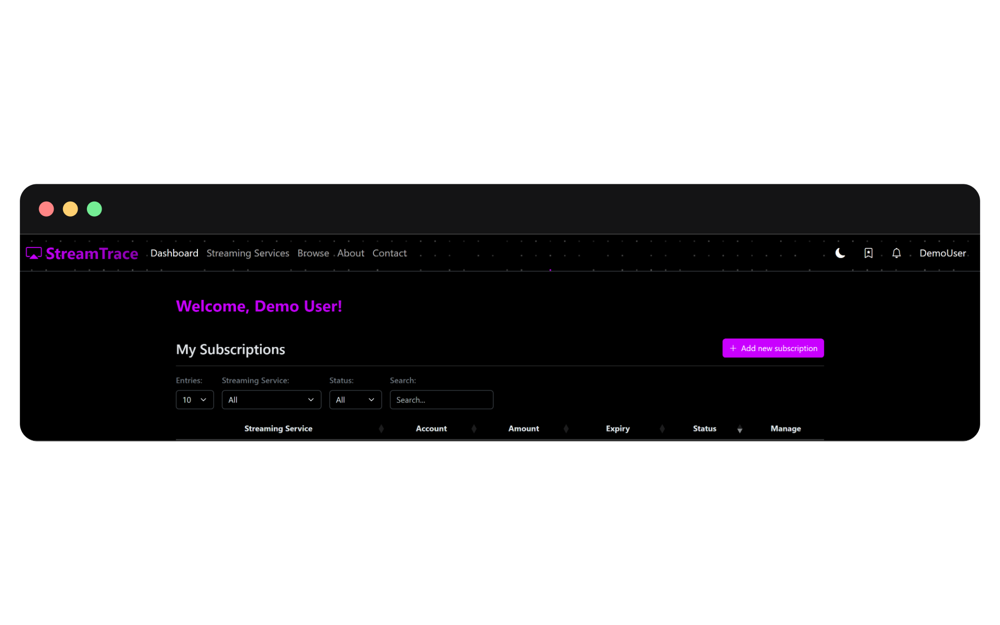 StreamTrace Dashboard Streaming Services Browse About Contact DemoUser
Welcome, Demo User!
My Subscriptions
+ Add new subscription
Entries: Streaming Service: Status: Search:
10 All All Search...
Streaming Service Account Amount Expiry Status Manage